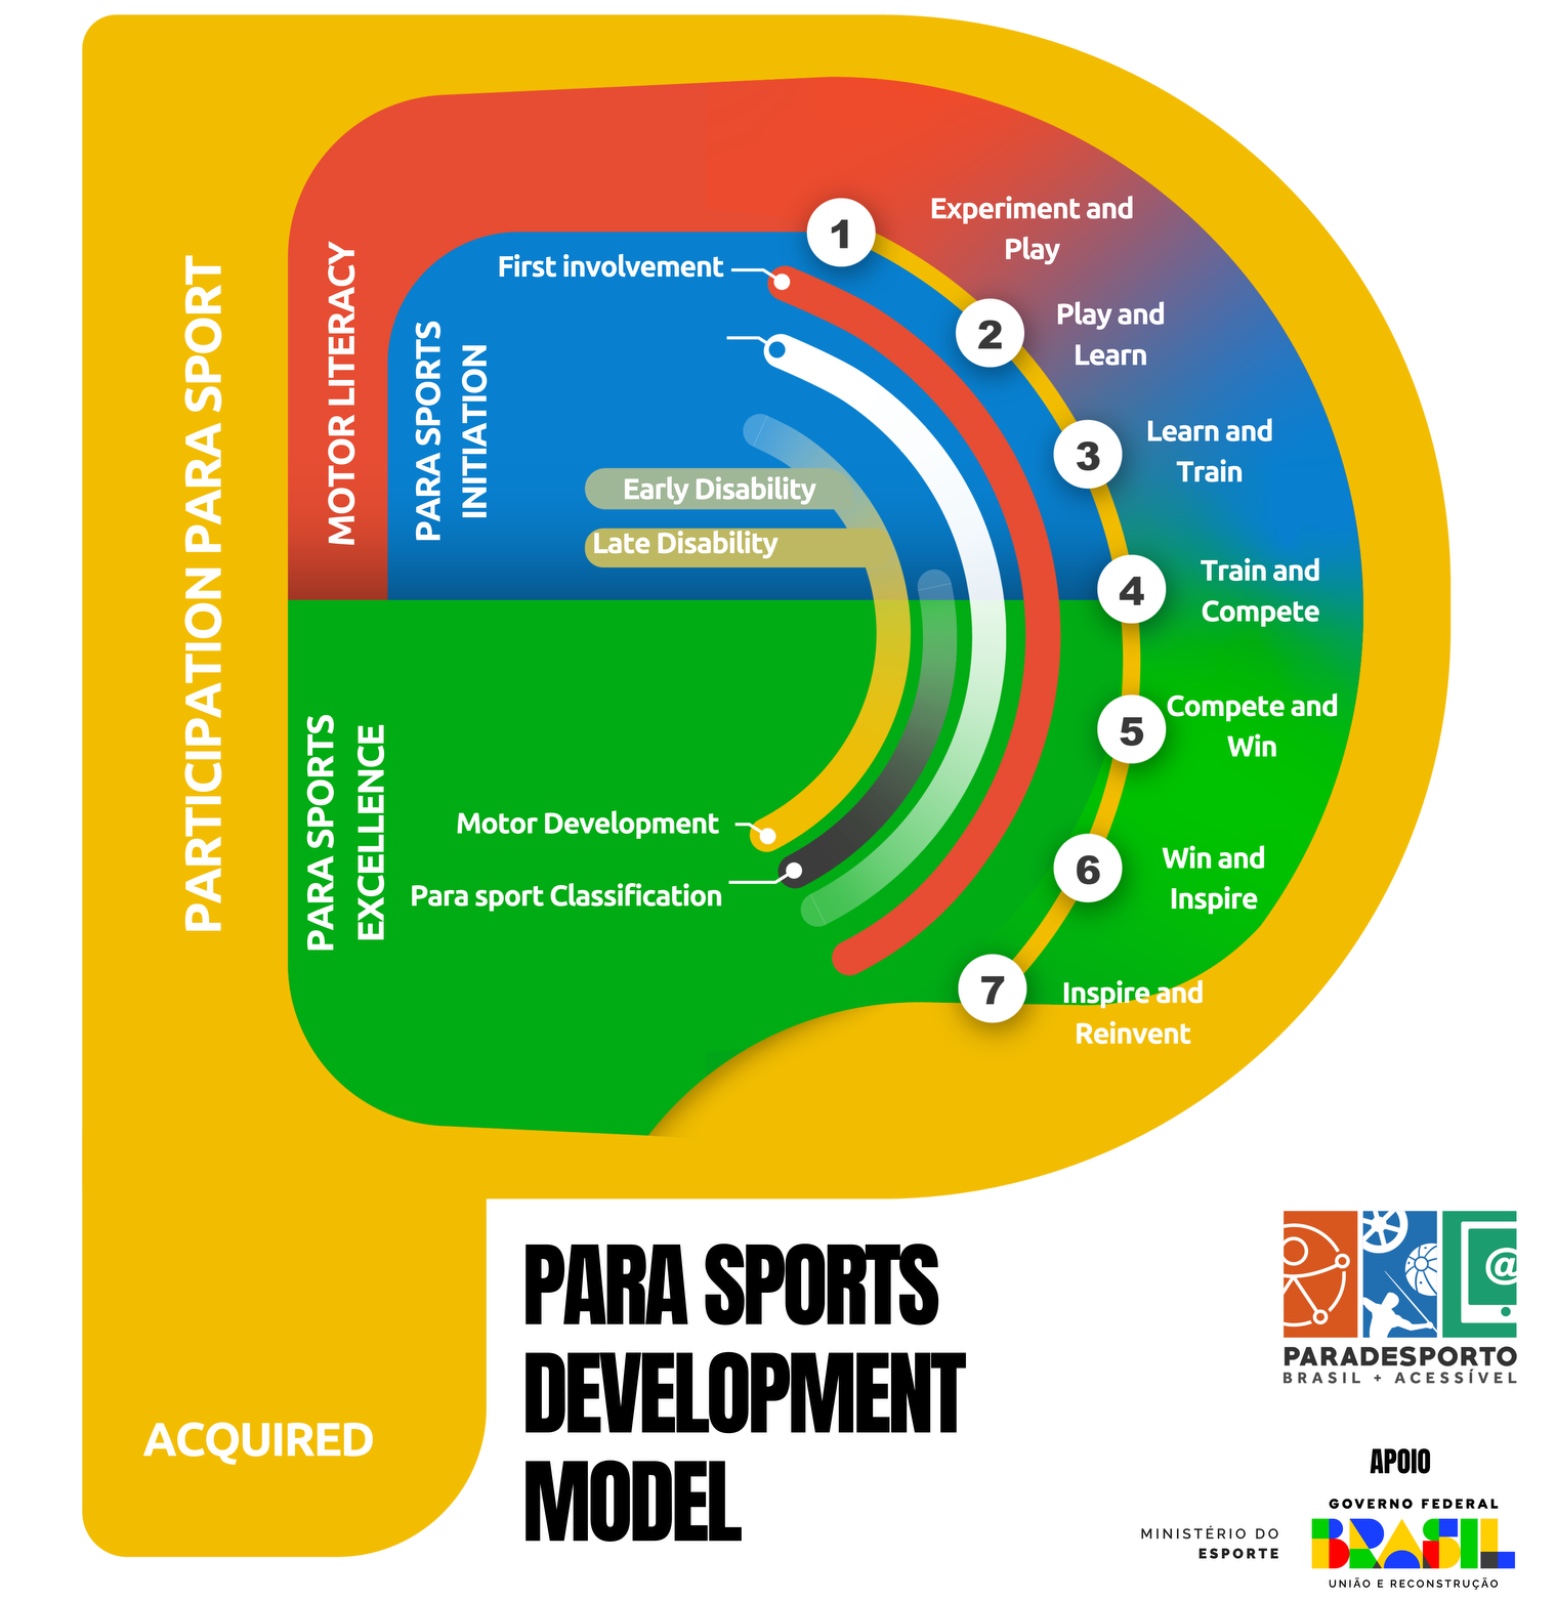 PARTICIPATION PARA SPORT
MOTOR LITERACY
PARA SPORTS
INITIATION
PARA SPORTS
EXCELLENCE
First involvement
Early Disability
Late Disability
Motor Development
Para sport Classification
1
Experiment and
Play
2
Play and
Learn
3
Learn and
Train
4
Train and
Compete
5
Compete and
Win
6
Win and
Inspire
7
Inspire and
Reinvent
ACQUIRED
PARA SPORTS
DEVELOPMENT
MODEL
@
PARADESPORTO
BRASIL + ACESSÍVEL
APOIO
MINISTÉRIO DO
ESPORTE
GOVERNO FEDERAL
BRASIL
UNIÃO E RECONSTRUÇÃO